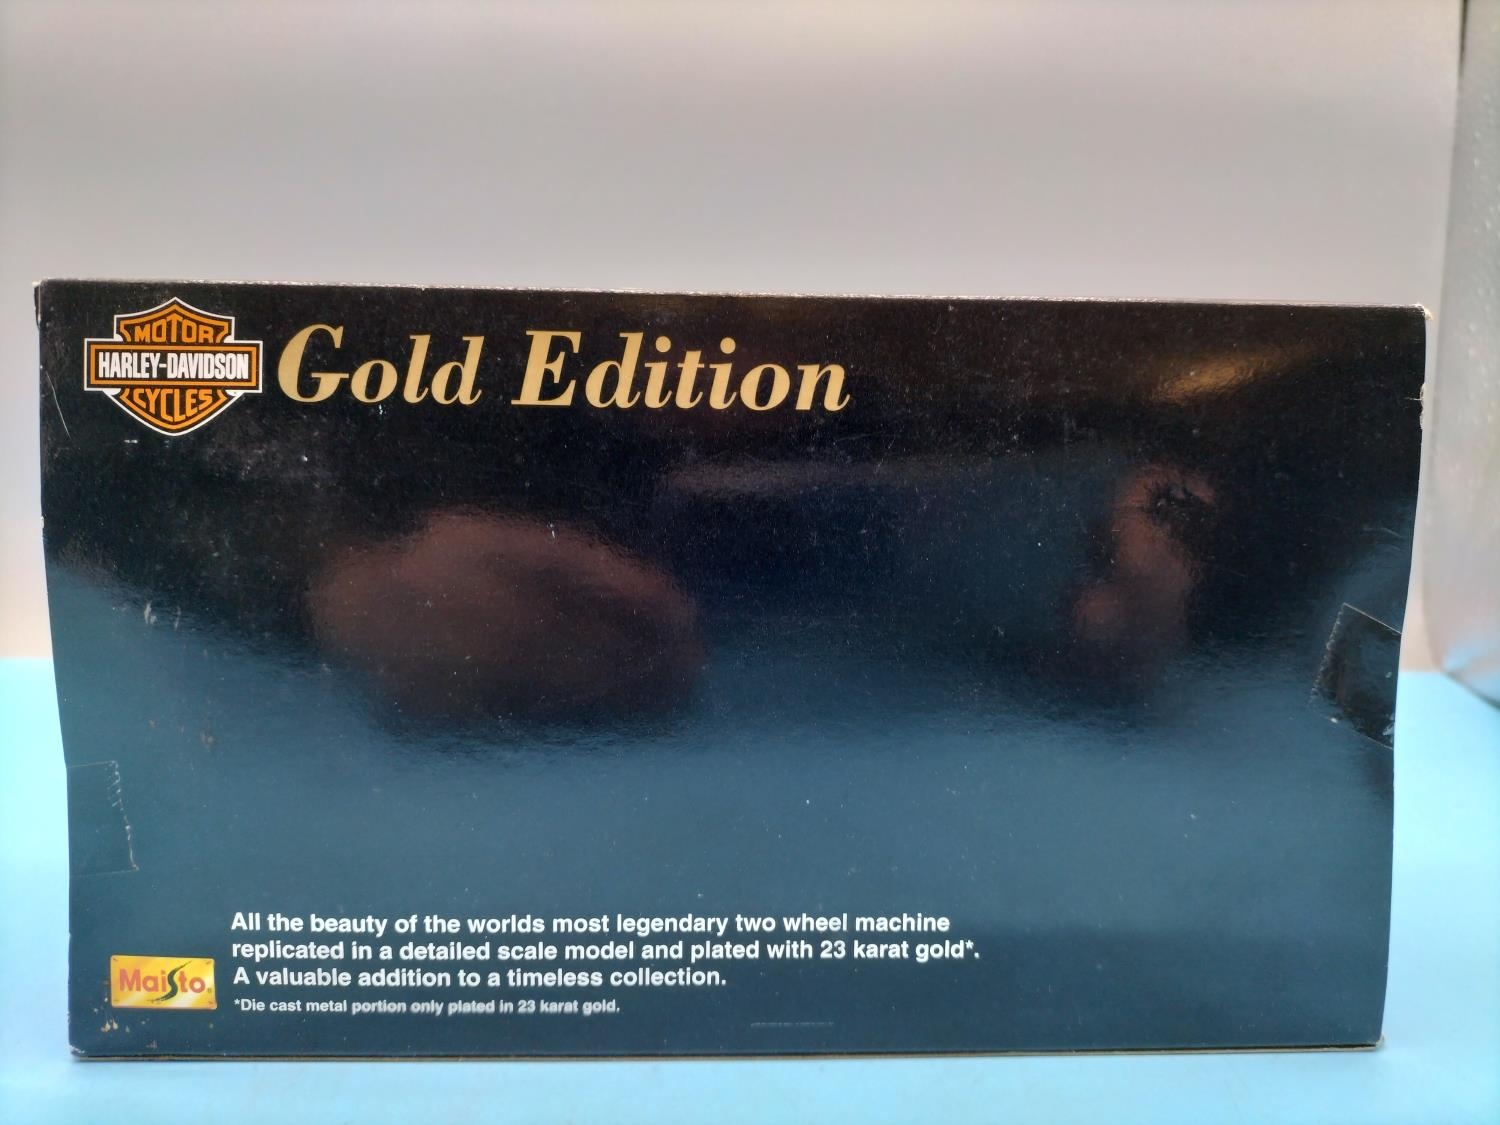 MOTOR
HARLEY-DAVIDSON
CYCLES
Gold Edition
All the beauty of the worlds most legendary two wheel machine
replicated in a detailed scale model and plated with 23 karat gold*.
A valuable addition to a timeless collection.
*Die cast metal portion only plated in 23 karat gold.
Maisto®